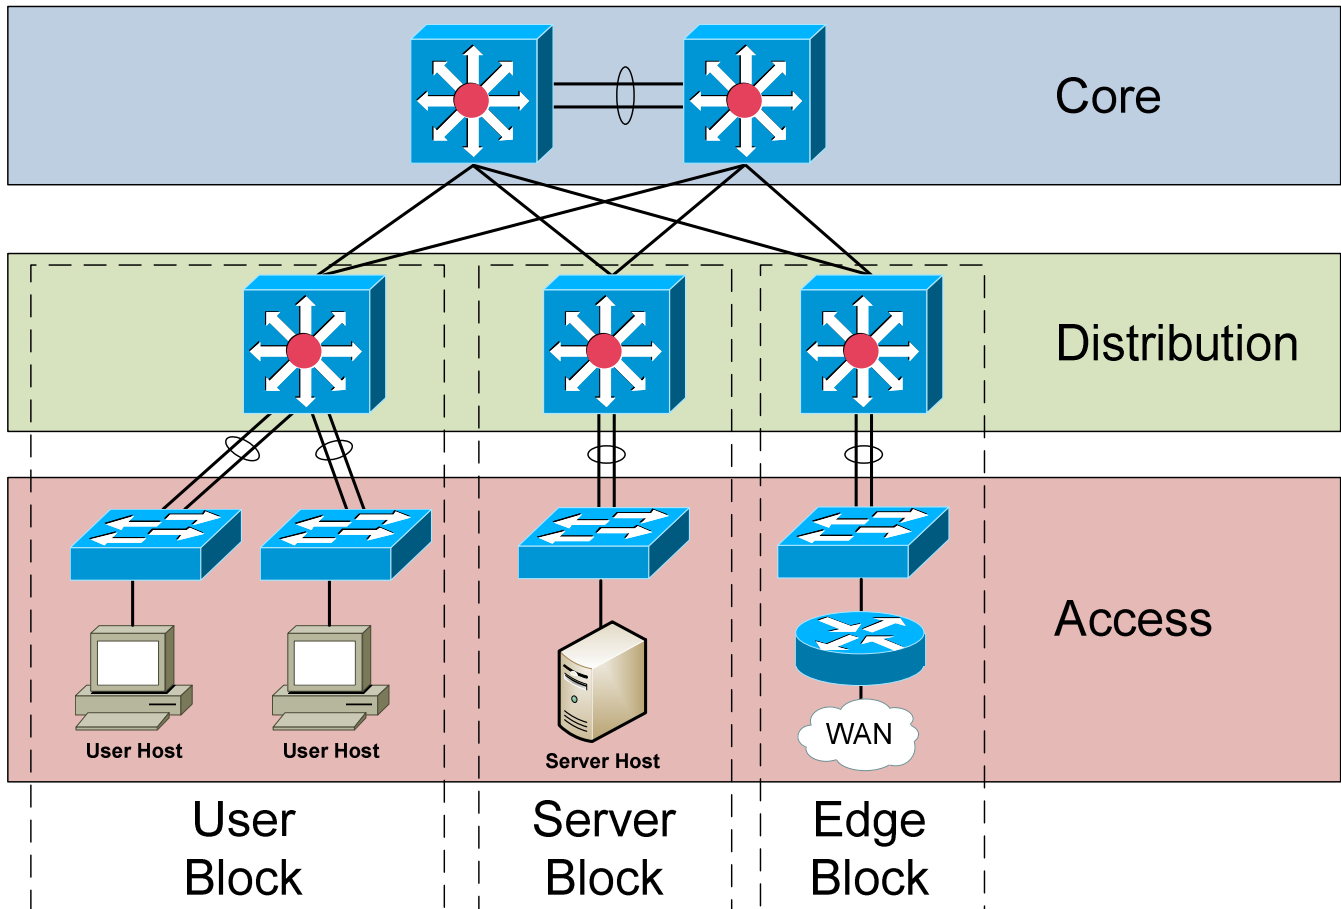 Core
Distribution
Access
User Host
User Host
Server Host
WAN
User
Block
Server
Block
Edge
Block